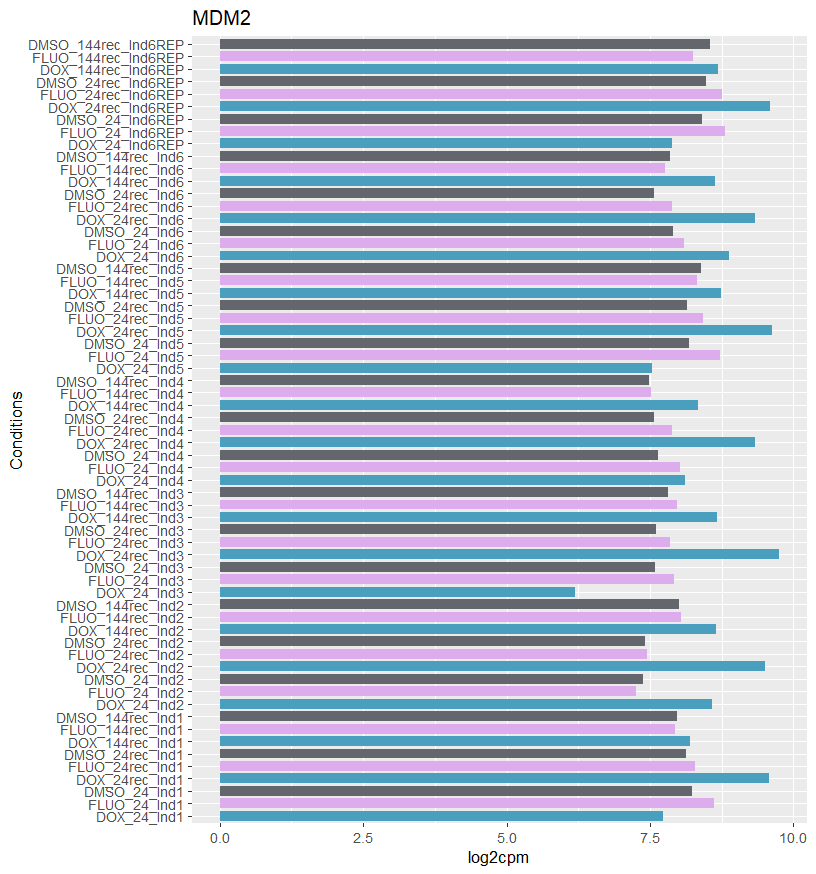 MDM2
DMSO_144rec_Ind6REP
FLUO_144rec_Ind6REP
DOX_144rec_Ind6REP
DMSO_24rec_Ind6REP
FLUO_24rec_Ind6REP
DOX_24rec_Ind6REP
DMSO_24_Ind6REP
FLUO_24_Ind6REP
DOX_24_Ind6REP
DMSO_144rec_Ind6
FLUO_144rec_Ind6
DOX_144rec_Ind6
DMSO_24rec_Ind6
FLUO_24rec_Ind6
DOX_24rec_Ind6
DMSO_24_Ind6
FLUO_24_Ind6
DOX_24_Ind6
DMSO_144rec_Ind5
FLUO_144rec_Ind5
DOX_144rec_Ind5
DMSO_24rec_Ind5
FLUO_24rec_Ind5
DOX_24rec_Ind5
DMSO_24_Ind5
FLUO_24_Ind5
DOX_24_Ind5
DMSO_144rec_Ind4
FLUO_144rec_Ind4
DOX_144rec_Ind4
DMSO_24rec_Ind4
FLUO_24rec_Ind4
DOX_24rec_Ind4
DMSO_24_Ind4
FLUO_24_Ind4
DOX_24_Ind4
DMSO_144rec_Ind3
FLUO_144rec_Ind3
DOX_144rec_Ind3
DMSO_24rec_Ind3
FLUO_24rec_Ind3
DOX_24rec_Ind3
DMSO_24_Ind3
FLUO_24_Ind3
DOX_24_Ind3
DMSO_144rec_Ind2
FLUO_144rec_Ind2
DOX_144rec_Ind2
DMSO_24rec_Ind2
FLUO_24rec_Ind2
DOX_24rec_Ind2
DMSO_24_Ind2
FLUO_24_Ind2
DOX_24_Ind2
DMSO_144rec_Ind1
FLUO_144rec_Ind1
DOX_144rec_Ind1
DMSO_24rec_Ind1
FLUO_24rec_Ind1
DOX_24rec_Ind1
DMSO_24_Ind1
FLUO_24_Ind1
DOX_24_Ind1
Conditions
0.0 2.5 5.0 7.5 10.0
log2cpm